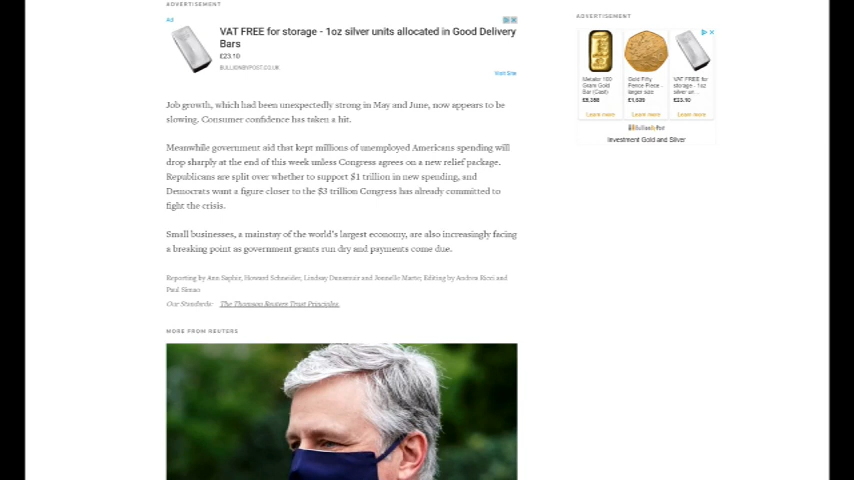 ADVERTISEMENT
Ad
VAT FREE for storage - 1oz silver units allocated in Good Delivery
Bars
£23.10
BULLIONBYPOST.CO.UK
Visit Site
Job growth, which had been unexpectedly strong in May and June, now appears to be
slowing. Consumer confidence has taken a hit.
Meanwhile government aid that kept millions of unemployed Americans spending will
drop sharply at the end of this week unless Congress agrees on a new relief package.
Republicans are split over whether to support $1 trillion in new spending, and
Democrats want a figure closer to the $3 trillion Congress has already committed to
fight the crisis.
Small businesses, a mainstay of the world's largest economy, are also increasingly facing
a breaking point as government grants run dry and payments come due.
Reporting by Ann Saphir, Howard Schneider, Lindsay Dunsmuir and Jonnelle Marte; Editing by Andrea Ricci and
Paul Simao
Our Standards: The Thomson Reuters Trust Principles.
MORE FROM REUTERS
ADVERTISEMENT
Metalor 100
Gram Gold
Bar (Cast)
Learn more
Gold Fifty
Pence Piece -
larger size
Learn more
VAT FREE for
storage - 1oz
silver un...
£23.10
Learn more
BullionByPost
Investment Gold and Silver